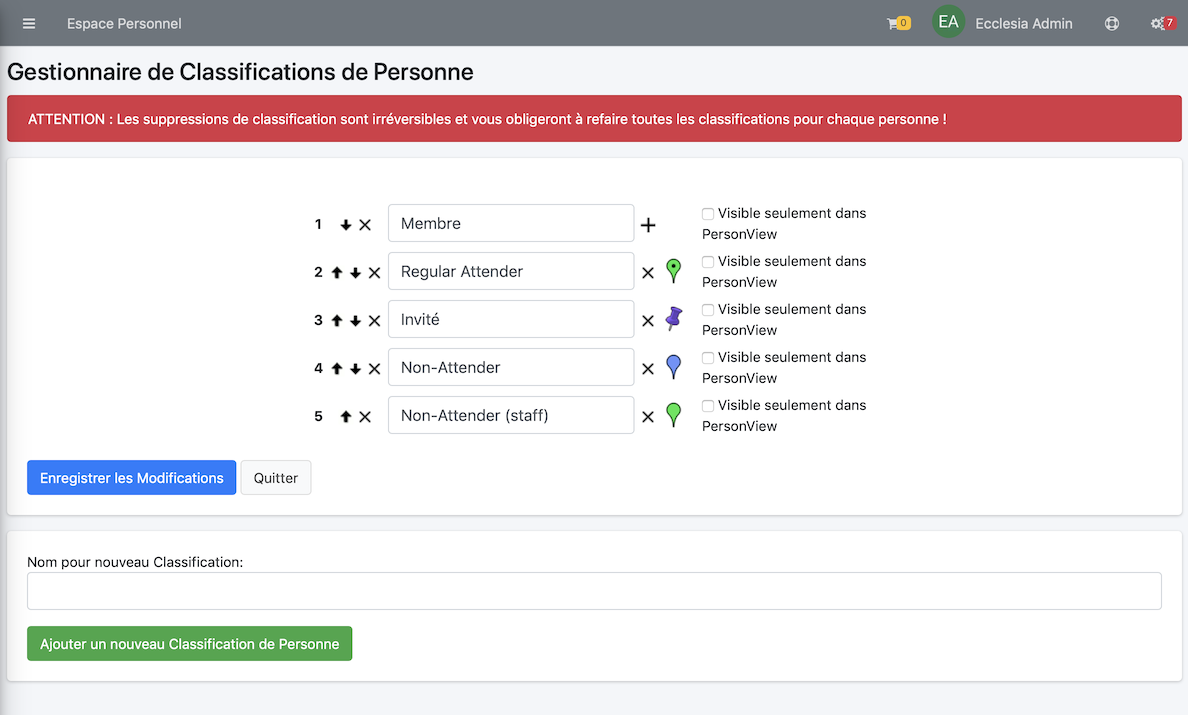 Espace Personnel
0
EA
Ecclesia Admin
7
Gestionnaire de Classifications de Personne
ATTENTION : Les suppressions de classification sont irréversibles et vous obligeront à refaire toutes les classifications pour chaque personne !
1
Membre
Visible seulement dans
PersonView
2
Regular Attender
Visible seulement dans
PersonView
3
Invité
Visible seulement dans
PersonView
4
Non-Attender
Visible seulement dans
PersonView
5
Non-Attender (staff)
Visible seulement dans
PersonView
Enregistrer les Modifications
Quitter
Nom pour nouveau Classification:
Ajouter un nouveau Classification de Personne